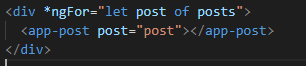 <div *ngFor="let post of posts">
  <app-post post="post"></app-post>
</div>